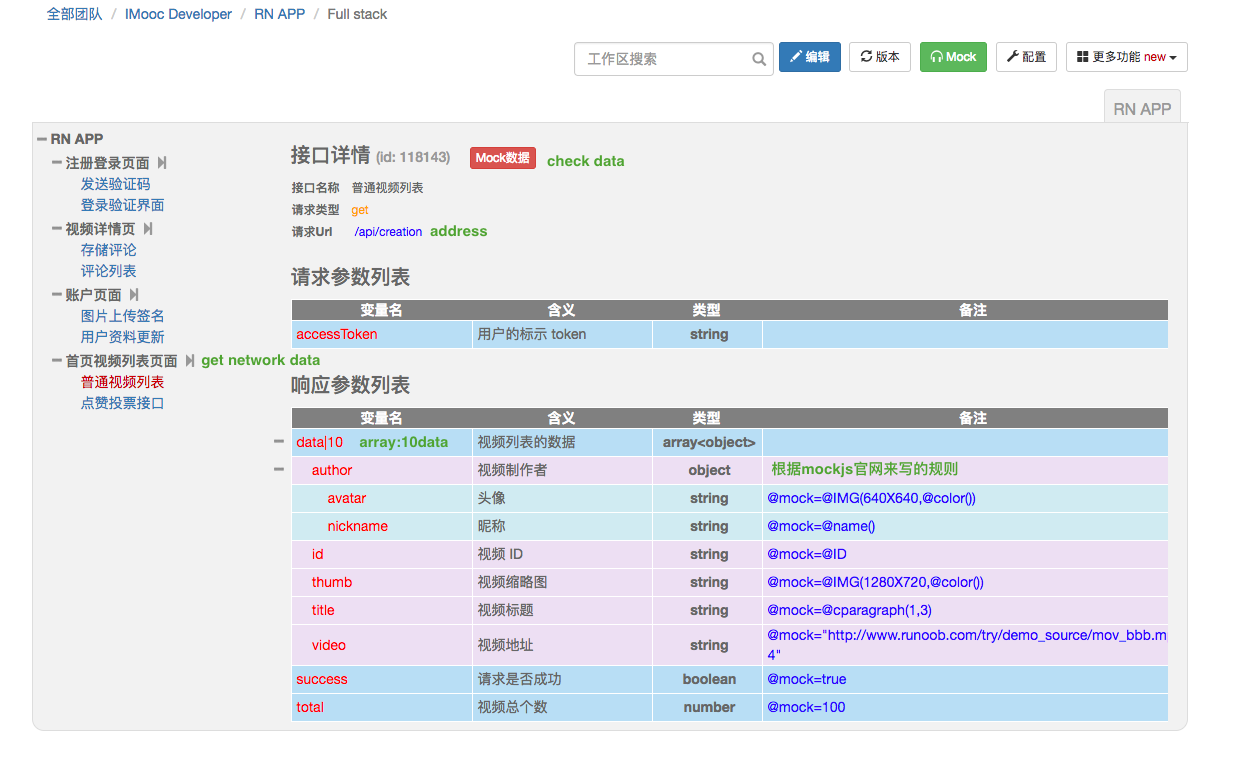 全部团队 / IMooc Developer / RN APP / Full stack
工作区搜索 编辑 版本 Mock 配置 更多功能 new
RN APP
RN APP
注册登录页面
发送验证码
登录验证界面
视频详情页
存储评论
评论列表
账户页面
图片上传签名
用户资料更新
首页视频列表页面 get network data
普通视频列表
点赞投票接口
接口详情 (id: 118143) Mock数据 check data
接口名称 普通视频列表
请求类型 get
请求Url /api/creation address
请求参数列表
变量名 含义 类型 备注
accessToken 用户的标示 token string
响应参数列表
变量名 含义 类型 备注
data|10 array:10data 视频列表的数据 array<object>
author 视频制作者 object 根据mockjs官网来写的规则
avatar 头像 string @mock=@IMG(640X640,@color())
nickname 昵称 string @mock=@name()
id 视频 ID string @mock=@ID
thumb 视频缩略图 string @mock=@IMG(1280X720,@color())
title 视频标题 string @mock=@cparagraph(1,3)
video 视频地址 string @mock="http://www.runoob.com/try/demo_source/mov_bbb.m
4"
success 请求是否成功 boolean @mock=true
total 视频总个数 number @mock=100